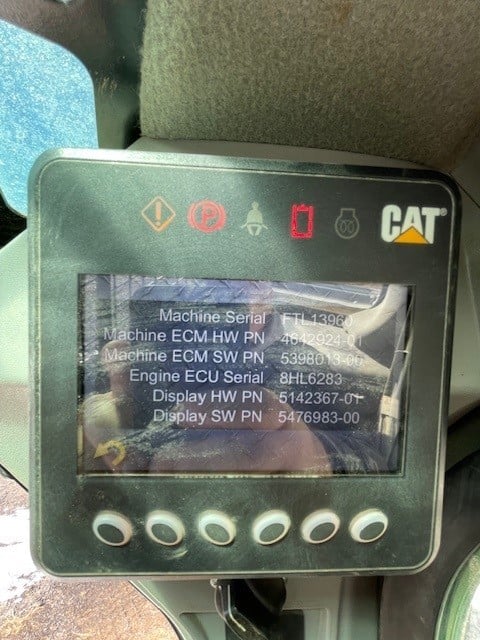 CAT®
Machine Serial FTL13960
Machine ECM HW PN 4642924-01
Machine ECM SW PN 5398013-00
Engine ECU Serial 8HL6283
Display HW PN 5142367-01
Display SW PN 5476983-00